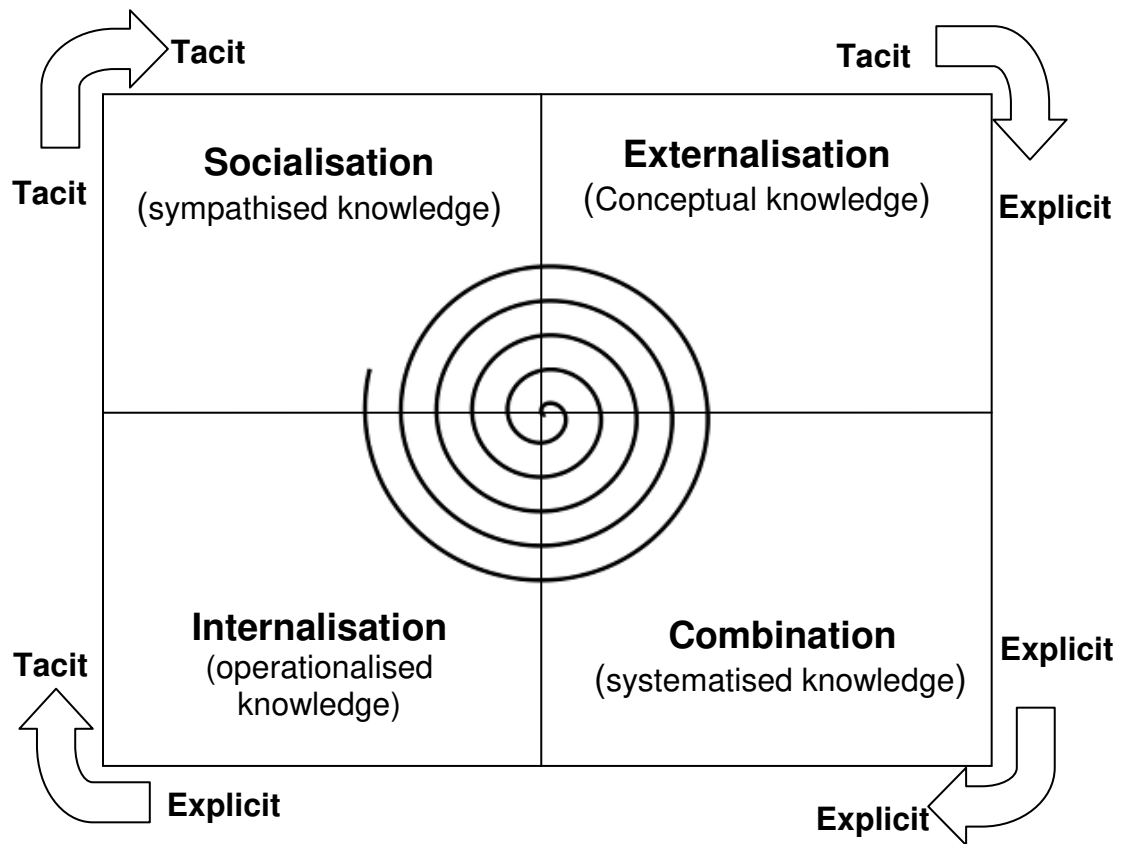 Tacit
Tacit
Tacit
Explicit
Socialisation
(sympathised knowledge)
Externalisation
(Conceptual knowledge)
Internalisation
(operationalised
knowledge)
Combination
(systematised knowledge)
Tacit
Explicit
Explicit
Explicit